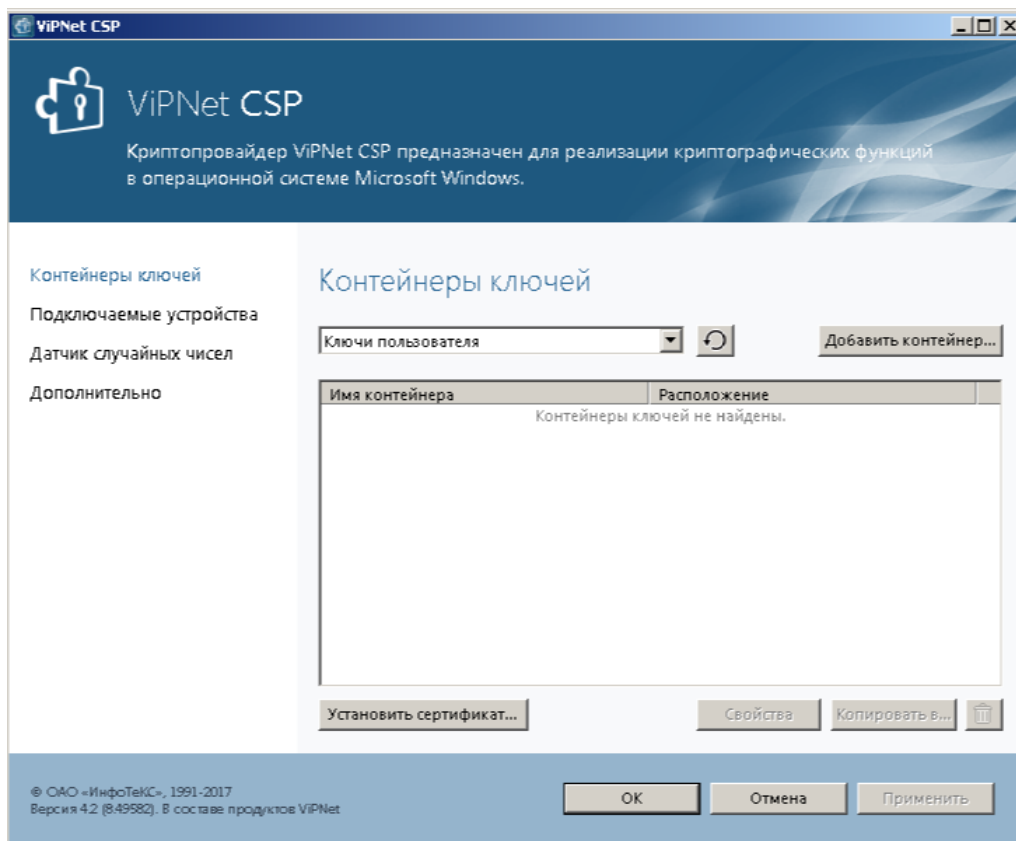 ViPNet CSP
ViPNet CSP
Криптопровайдер ViPNet CSP предназначен для реализации криптографических функций
в операционной системе Microsoft Windows.
Контейнеры ключей
Подключаемые устройства
Датчик случайных чисел
Дополнительно
Контейнеры ключей
Ключи пользователя
Добавить контейнер...
Имя контейнера Расположение
Контейнеры ключей не найдены.
Установить сертификат... Свойства Копировать в...
© ОАО «ИнфоТеКС», 1991-2017
Версия 4.2 (8.49582). В составе продуктов ViPNet
OK Отмена Применить